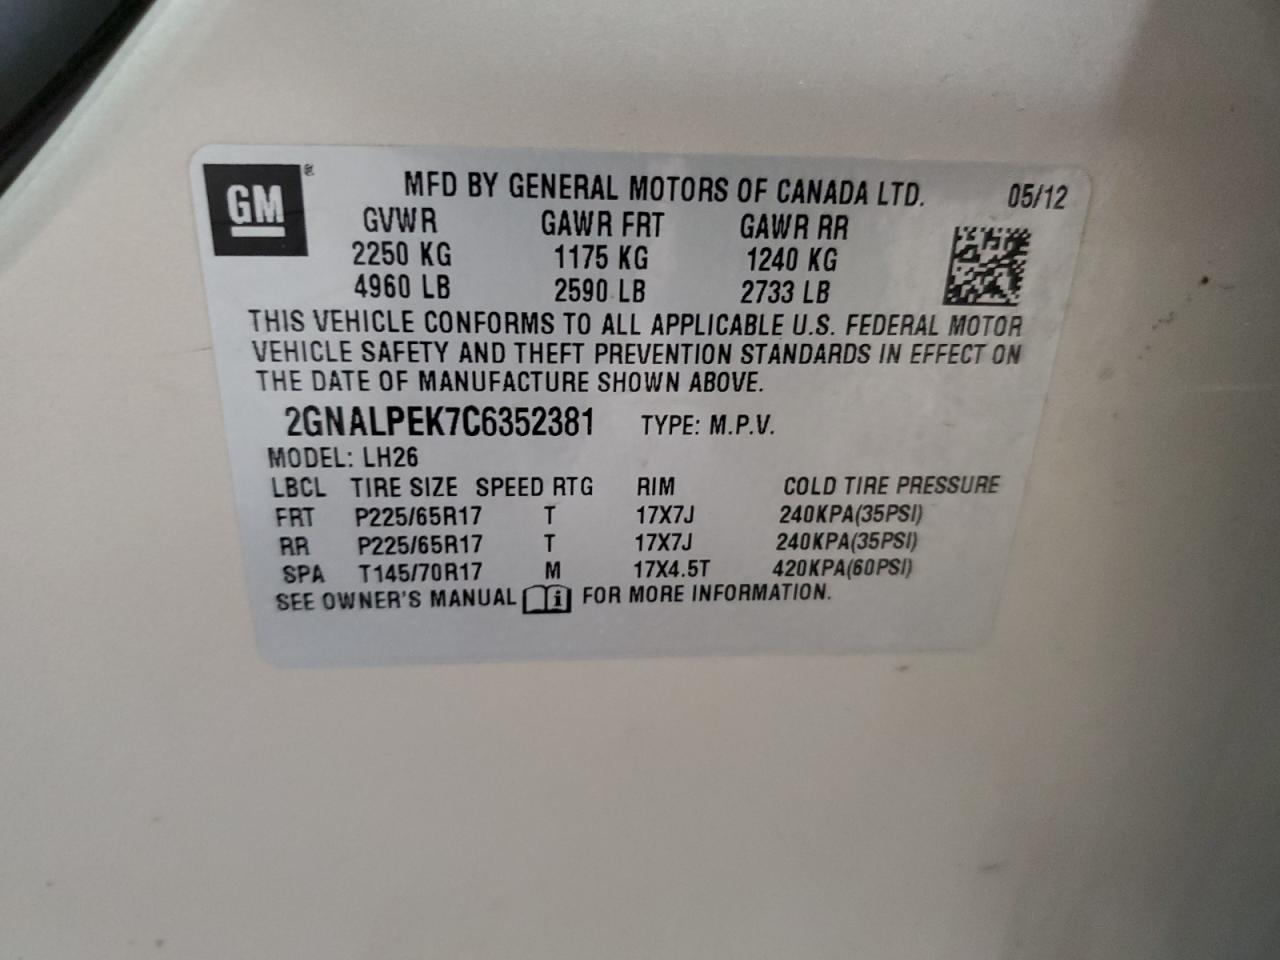 GM®
MFD BY GENERAL MOTORS OF CANADA LTD. 05/12
GVWR GAWR FRT GAWR RR
2250 KG 1175 KG 1240 KG
4960 LB 2590 LB 2733 LB
THIS VEHICLE CONFORMS TO ALL APPLICABLE U.S. FEDERAL MOTOR
VEHICLE SAFETY AND THEFT PREVENTION STANDARDS IN EFFECT ON
THE DATE OF MANUFACTURE SHOWN ABOVE.
2GNALPEK7C6352381 TYPE: M.P.V.
MODEL: LH26
LBCL TIRE SIZE SPEED RTG RIM COLD TIRE PRESSURE
FRT P225/65R17 T 17X7J 240KPA(35PSI)
RR P225/65R17 T 17X7J 240KPA(35PSI)
SPA T145/70R17 M 17X4.5T 420KPA(60PSI)
SEE OWNER'S MANUAL i FOR MORE INFORMATION.